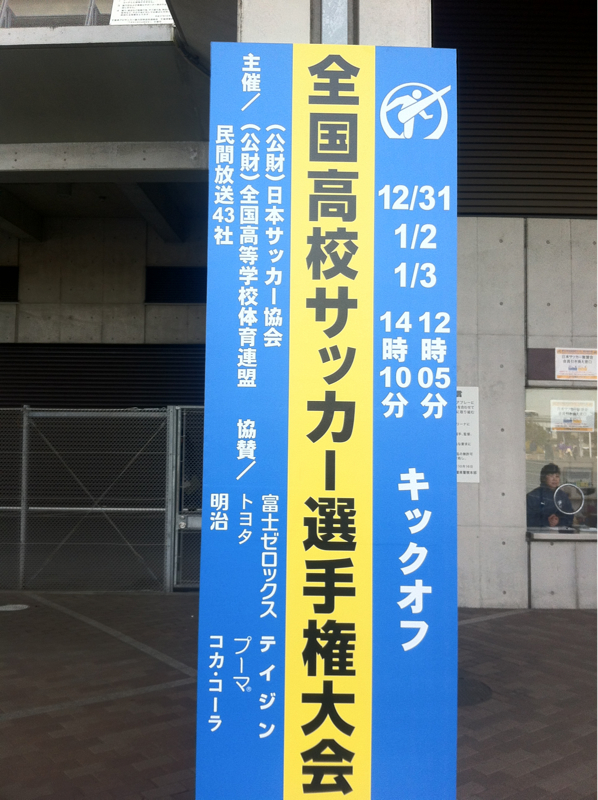 12/31
1/2
1/3
12時05分
14時10分
キックオフ
全国高校サッカー選手権大会
主催／
(公財)日本サッカー協会
(公財)全国高等学校体育連盟
民間放送43社
協賛／
富士ゼロックス
トヨタ
明治
テイジン
プーマ®
コカ・コーラ